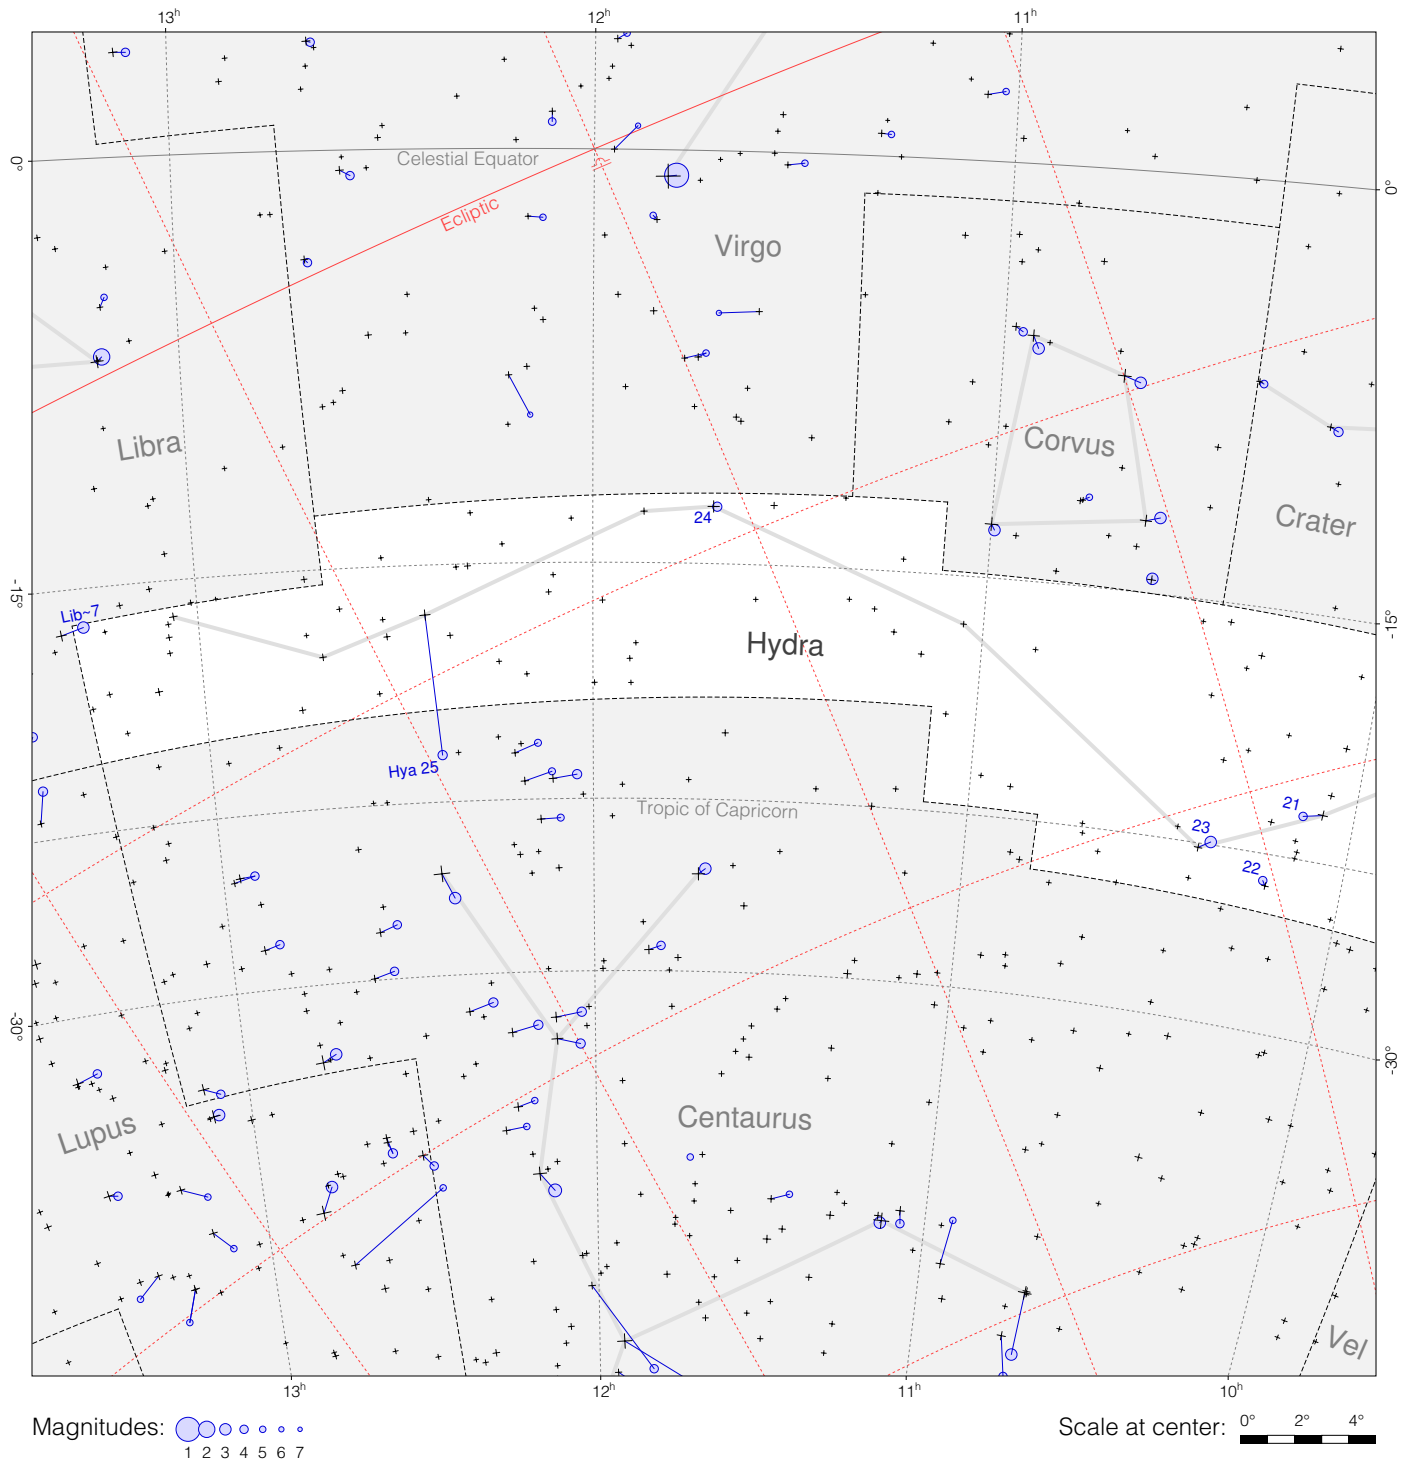 13h 12h 11h
0°
Celestial Equator
0°
Ecliptic
♎
Virgo
Libra
Corvus
Crater
24
-15°
Lib~7
-15°
Hydra
Hya 25
Tropic of Capricorn
21
23
22
-30°
-30°
Lupus
Centaurus
Vel
13h 12h 11h 10h
Magnitudes:
1 2 3 4 5 6 7
Scale at center: 0° 2° 4°